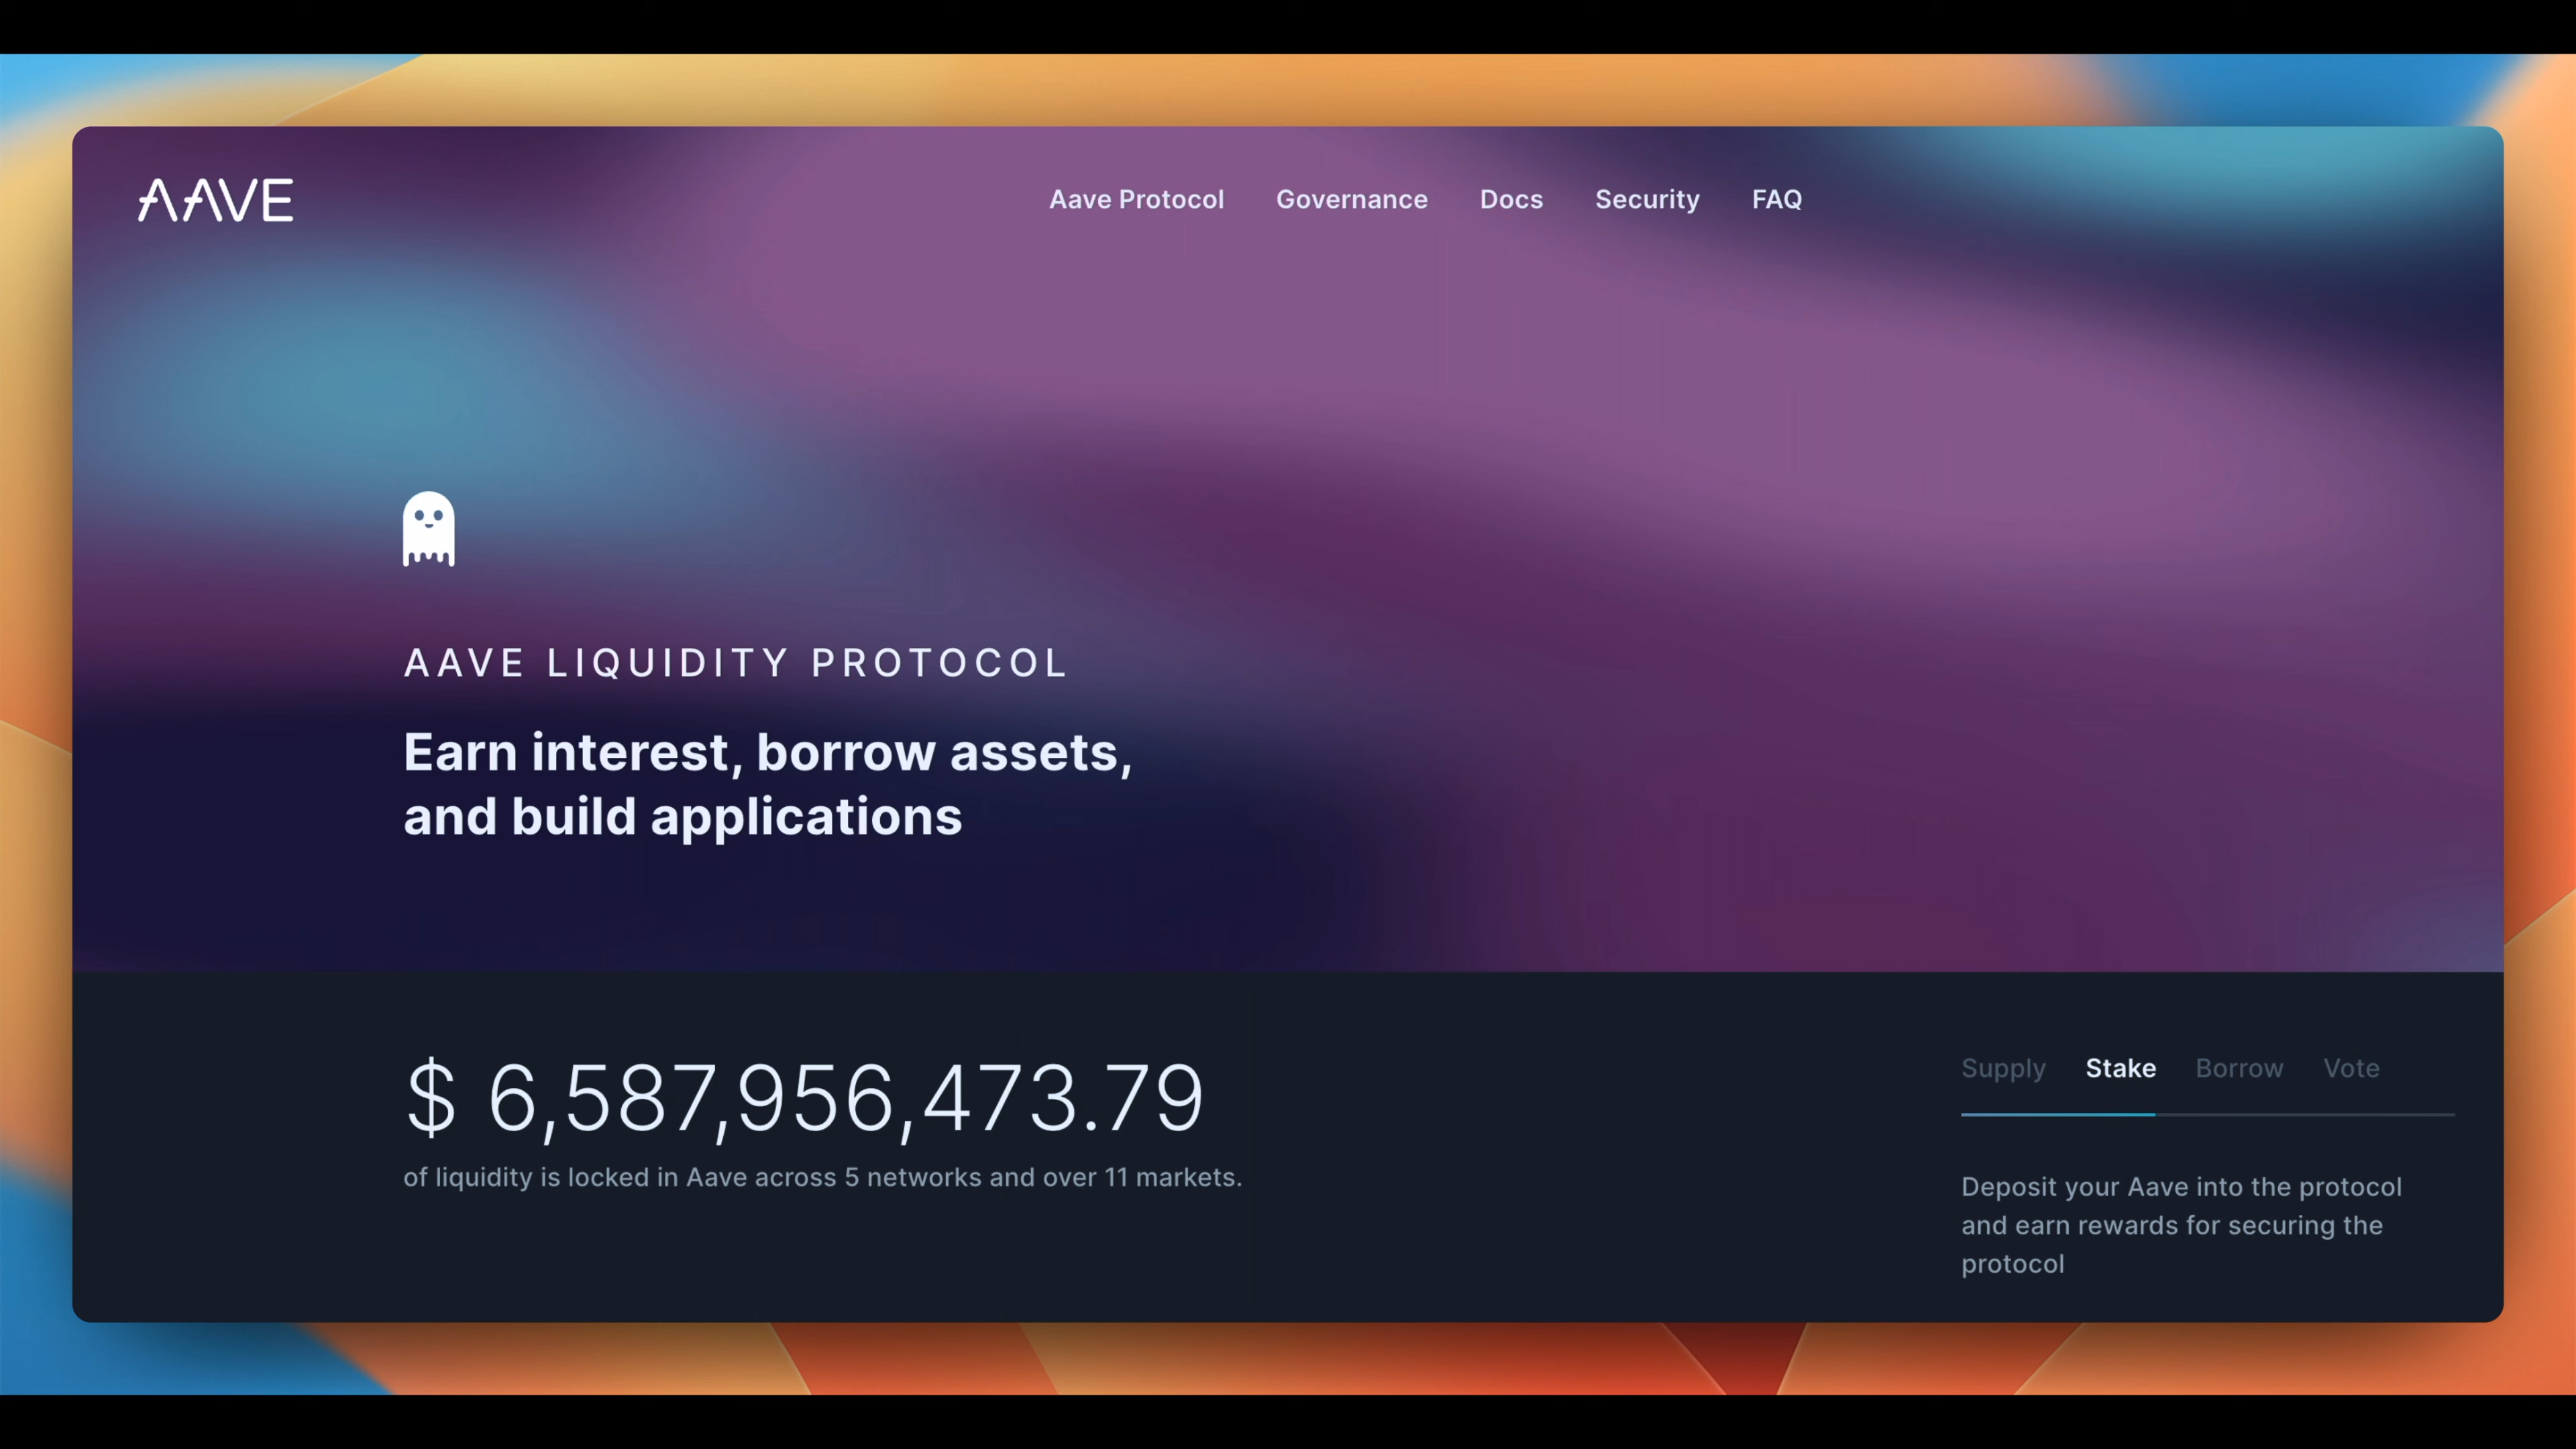 AAVE
Aave Protocol Governance Docs Security FAQ
AAVE LIQUIDITY PROTOCOL
Earn interest, borrow assets,
and build applications
$ 6,587,956,473.79
of liquidity is locked in Aave across 5 networks and over 11 markets.
Supply Stake Borrow Vote
Deposit your Aave into the protocol
and earn rewards for securing the
protocol